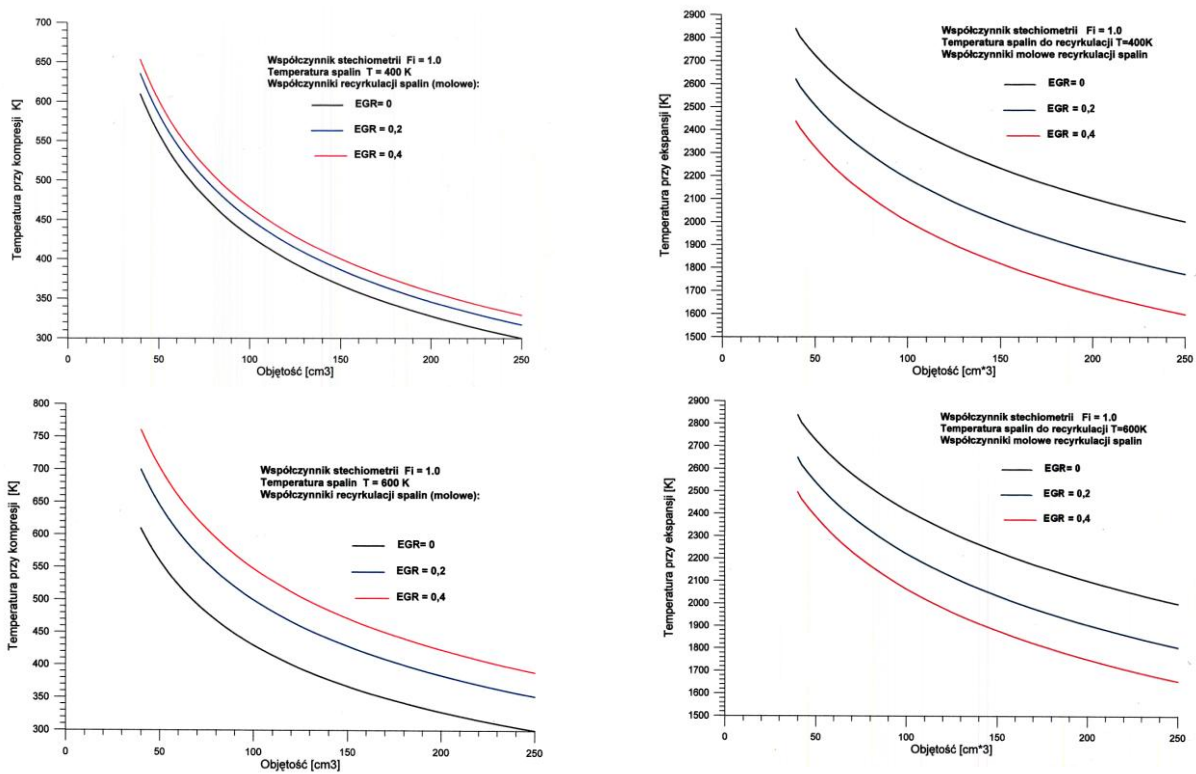 Temperatura przy kompresji K
700
650
600
550
500
450
400
350
300
0 50 100 150 200 250
Objętość [cm3]
Współczynnik stechiometrii Fi = 1.0
Temperatura spalin T = 400 K
Współczynniki recyrkulacji spalin (molowe):
EGR= 0
EGR = 0,2
EGR = 0,4
Temperatura przy ekspansji [K]
2900
2800
2700
2600
2500
2400
2300
2200
2100
2000
1900
1800
1700
1600
1500
0 50 100 150 200 250
Objętość [cm*3]
Współczynnik stechiometrii Fi = 1.0
Temperatura spalin do recyrkulacji T=400K
Współczynniki molowe recyrkulacji spalin
EGR= 0
EGR = 0,2
EGR = 0,4
Temperatura przy kompresji [K]
800
750
700
650
600
550
500
450
400
350
300
0 50 100 150 200 250
Objętość [cm3]
Współczynnik stechiometrii Fi = 1.0
Temperatura spalin T = 600 K
Współczynniki recyrkulacji spalin (molowe):
EGR= 0
EGR = 0,2
EGR = 0,4
Temperatura przy ekspansji [K]
2900
2800
2700
2600
2500
2400
2300
2200
2100
2000
1900
1800
1700
1600
1500
0 50 100 150 200 250
Objętość [cm*3]
Współczynnik stechiometrii Fi = 1.0
Temperatura spalin do recyrkulacji T=600K
Współczynniki molowe recyrkulacji spalin
EGR= 0
EGR = 0,2
EGR = 0,4